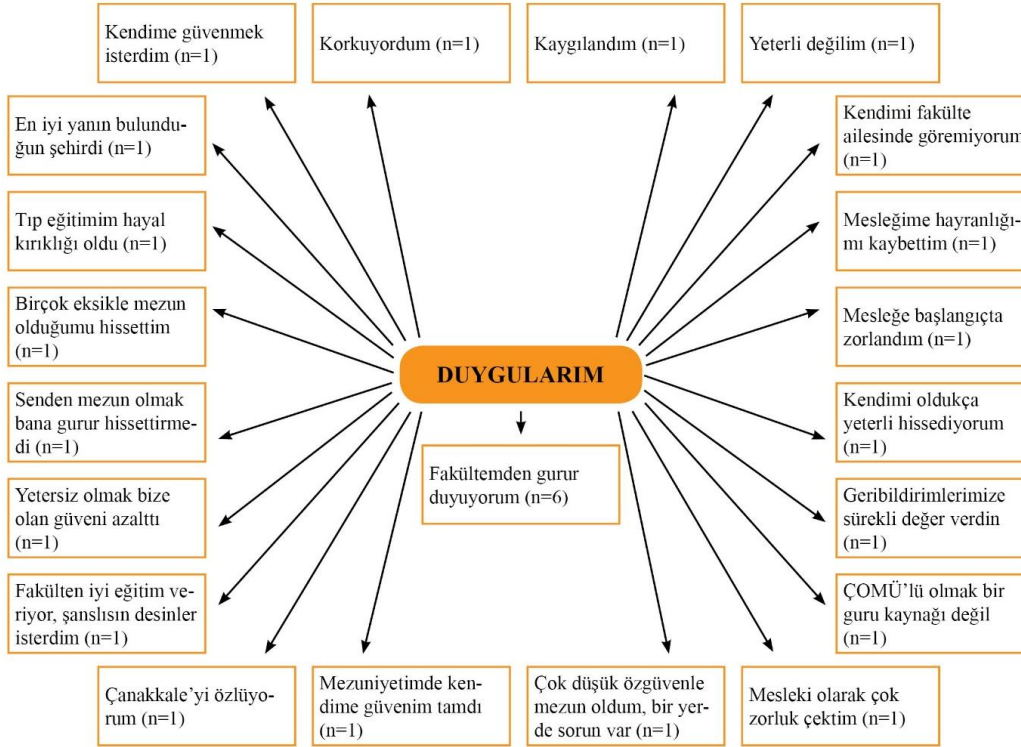 Kendime güvenmek
isterdim (n=1)
Korkuyordum (n=1)
Kaygılandım (n=1)
Yeterli değilim (n=1)
En iyi yanın bulundu-
ğun şehirdi (n=1)
Kendimi fakülte
ailesinde göremiyorum
(n=1)
Tıp eğitimim hayal
kırıklığı oldu (n=1)
Mesleğime hayranlığı-
mı kaybettim (n=1)
Birçok eksikle mezun
olduğumu hissettim
(n=1)
Mesleğe başlangıçta
zorlandım (n=1)
DUYGULARIM
Senden mezun olmak
bana gurur hissettirme-
di (n=1)
Kendimi oldukça
yeterli hissediyorum
(n=1)
Fakültemden gurur
duyuyorum (n=6)
Yetersiz olmak bize
olan güveni azalttı
(n=1)
Geribildirimlerimize
sürekli değer verdin
(n=1)
Fakülten iyi eğitim ve-
riyor, şanslısın desinler
isterdim (n=1)
ÇOMÜ’lü olmak bir
guru kaynağı değil
(n=1)
Çanakkale’yi özlüyo-
rum (n=1)
Mezuniyetimde ken-
dime güvenim tamdı
(n=1)
Çok düşük özgüvenle
mezun oldum, bir yer-
de sorun var (n=1)
Mesleki olarak çok
zorluk çektim (n=1)